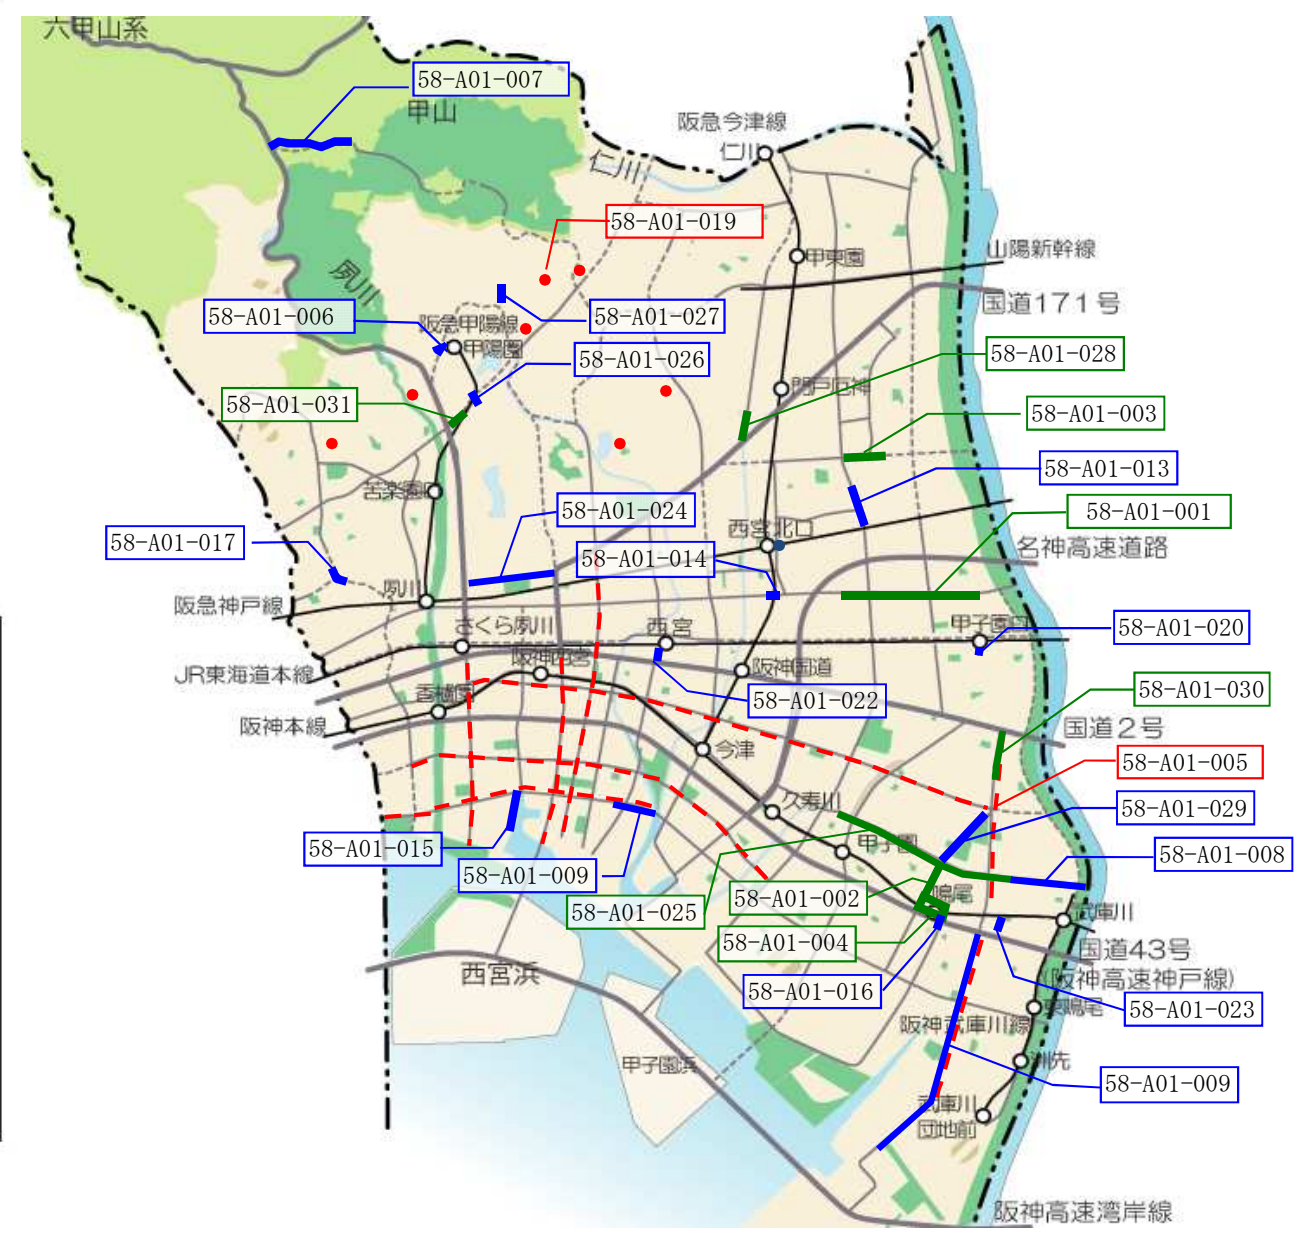 六甲山系
58-A01-007
甲山
阪急今津線
仁川
仁川
58-A01-019
甲東園
山陽新幹線
夙川
国道171号
58-A01-006
58-A01-027
阪急甲陽線
甲陽園
58-A01-026
58-A01-028
門戸厄神
58-A01-031
58-A01-003
58-A01-013
苦楽園口
58-A01-024
58-A01-001
西宮北口
58-A01-017
58-A01-014
名神高速道路
夙川
阪急神戸線
さくら夙川
西宮
甲子園口
58-A01-020
阪神西宮
阪神国道
JR東海道本線
58-A01-022
58-A01-030
香櫨園
阪神本線
国道2号
今津
58-A01-005
久寿川
58-A01-029
甲子園
58-A01-015
58-A01-008
58-A01-009
58-A01-002
鳴尾
58-A01-025
武庫川
58-A01-004
国道43号
(阪神高速神戸線)
西宮浜
58-A01-016
東鳴尾
58-A01-023
阪神武庫川線
甲子園浜
洲先
58-A01-009
武庫川
団地前
阪神高速湾岸線